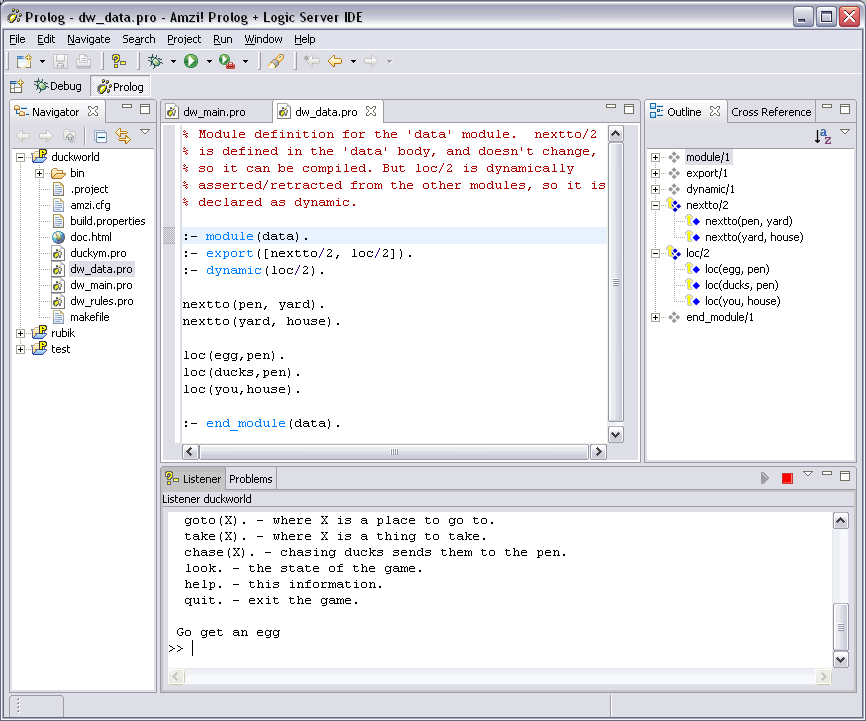 Prolog - dw_data.pro - Amzi! Prolog + Logic Server IDE
File Edit Navigate Search Project Run Window Help
Debug Prolog
Navigator
duckworld
bin
.project
amzi.cfg
build.properties
doc.html
duckym.pro
dw_data.pro
dw_main.pro
dw_rules.pro
makefile
rubik
test
dw_main.pro dw_data.pro
% Module definition for the 'data' module.  nextto/2
% is defined in the 'data' body, and doesn't change,
% so it can be compiled. But loc/2 is dynamically
% asserted/retracted from the other modules, so it is
% declared as dynamic.
:- module(data).
:- export([nextto/2, loc/2]).
:- dynamic(loc/2).
nextto(pen, yard).
nextto(yard, house).
loc(egg,pen).
loc(ducks,pen).
loc(you,house).
:- end_module(data).
Outline Cross Reference
module/1
export/1
dynamic/1
nextto/2
nextto(pen, yard)
nextto(yard, house)
loc/2
loc(egg, pen)
loc(ducks, pen)
loc(you, house)
end_module/1
Listener Problems
Listener duckworld
goto(X). - where X is a place to go to.
take(X). - where X is a thing to take.
chase(X). - chasing ducks sends them to the pen.
look. - the state of the game.
help. - this information.
quit. - exit the game.
Go get an egg
>>